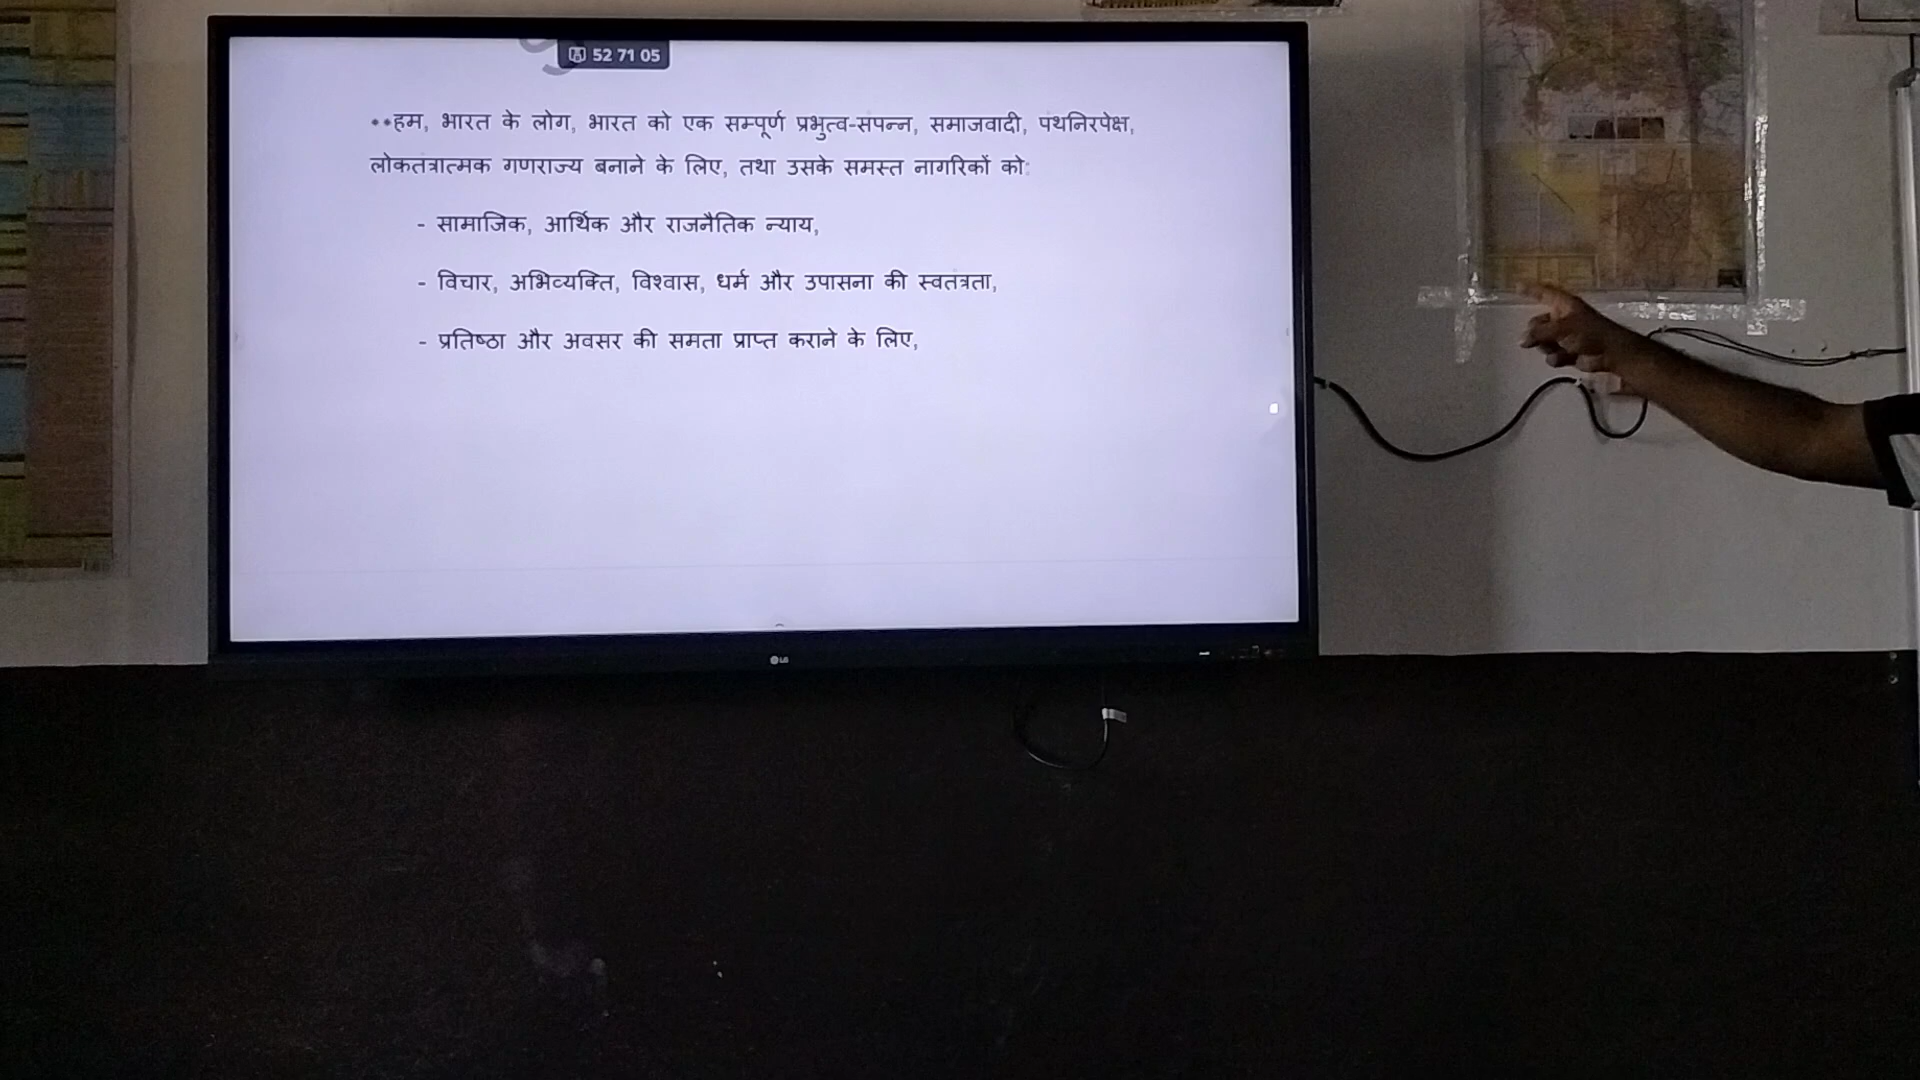 52 71 05
**हम, भारत के लोग, भारत को एक सम्पूर्ण प्रभुत्व-संपन्न, समाजवादी, पंथनिरपेक्ष,
लोकतंत्रात्मक गणराज्य बनाने के लिए, तथा उसके समस्त नागरिकों को:
- सामाजिक, आर्थिक और राजनैतिक न्याय,
- विचार, अभिव्यक्ति, विश्वास, धर्म और उपासना की स्वतंत्रता,
- प्रतिष्ठा और अवसर की समता प्राप्त कराने के लिए,
LG